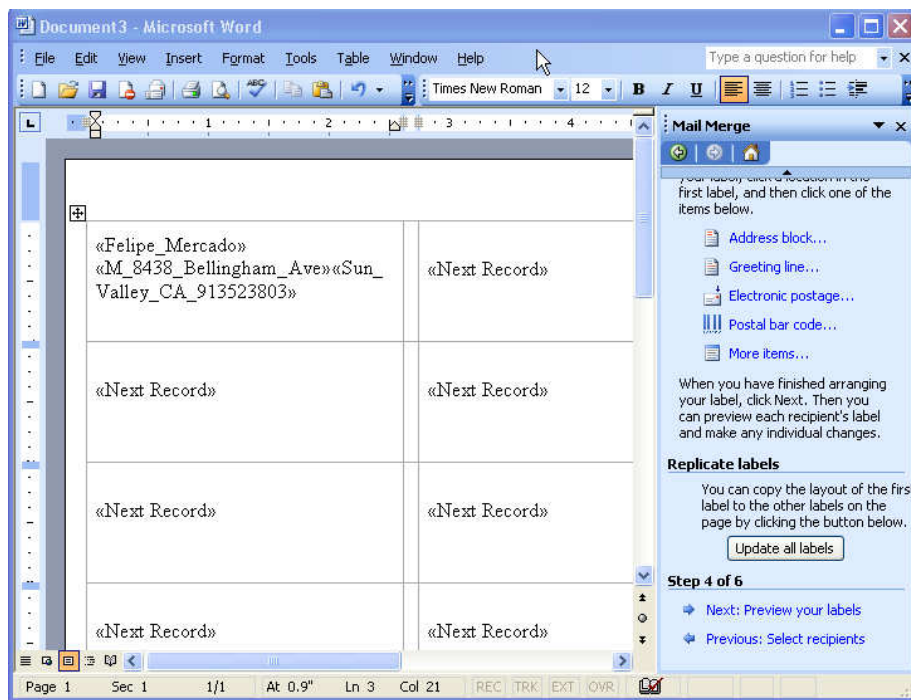 Document3 - Microsoft Word
File Edit View Insert Format Tools Table Window Help Type a question for help
ABC Times New Roman 12 B I U
L 1 2 3 4 Mail Merge
first label, and then click one of the
items below.
Address block...
Greeting line...
Electronic postage...
Postal bar code...
More items...
When you have finished arranging
your label, click Next. Then you
can preview each recipient's label
and make any individual changes.
Replicate labels
You can copy the layout of the firs
label to the other labels on the
page by clicking the button below.
Update all labels
Step 4 of 6
Next: Preview your labels
Previous: Select recipients
«Felipe_Mercado»
«M_8438_Bellingham_Ave»«Sun_
Valley_CA_913523803»
«Next Record»
«Next Record» «Next Record»
«Next Record» «Next Record»
«Next Record» «Next Record»
Page 1 Sec 1 1/1 At 0.9" Ln 3 Col 21 REC TRK EXT OVR